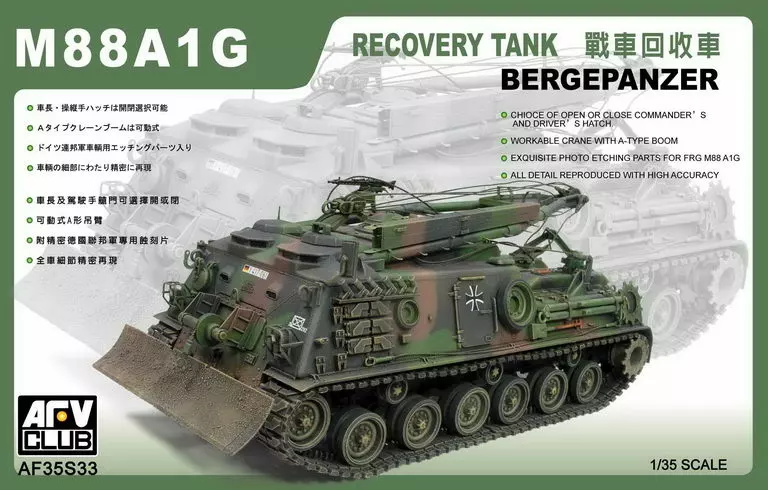 M88A1G
RECOVERY TANK 戰車回收車
BERGEPANZER
車長・操縦手ハッチは開閉選択可能
Aタイプクレーンブームは可動式
ドイツ連邦軍車輌用エッチングパーツ入り
車輌の細部にわたり精密に再現
車長及駕駛手艙門可選擇開或閉
可動式A形吊臂
附精密德國聯邦軍專用蝕刻片
全車細節精密再現
CHIOCE OF OPEN OR CLOSE COMMANDER'S
AND DRIVER'S HATCH
WORKABLE CRANE WITH A-TYPE BOOM
EXQUISITE PHOTO ETCHING PARTS FOR FRG M88 A1G
ALL DETAIL REPRODUCED WITH HIGH ACCURACY
AFV
CLUB
AF35S33
1/35 SCALE